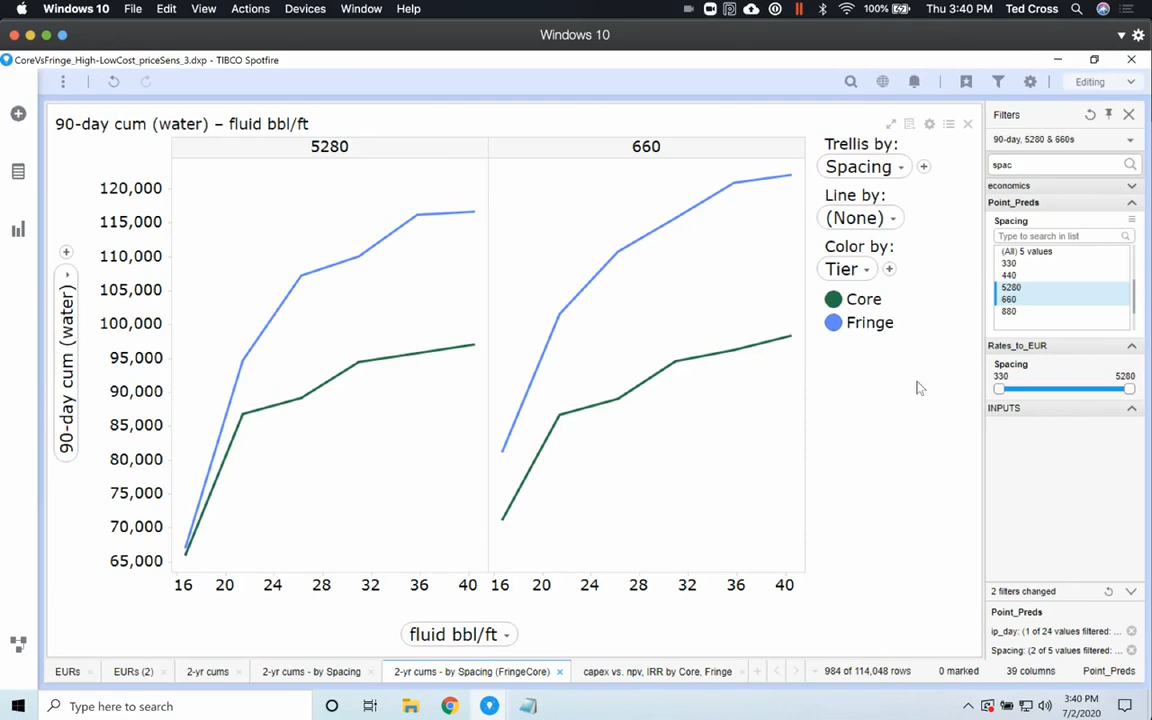 Windows 10 File Edit View Actions Devices Window Help 100% Thu 3:40 PM Ted Cross
Windows 10
CoreVsFringe_High-LowCost_priceSens_3.dxp - TIBCO Spotfire
Editing
90-day cum (water) – fluid bbl/ft
5280 660
120,000
115,000
110,000
105,000
100,000
95,000
90,000
85,000
80,000
75,000
70,000
65,000
90-day cum (water)
16 20 24 28 32 36 40 16 20 24 28 32 36 40
fluid bbl/ft
Trellis by:
Spacing
Line by:
(None)
Color by:
Tier
Core
Fringe
Filters
90-day, 5280 & 660s
spac
economics
Point_Preds
Spacing
Type to search in list
(All) 5 values
330
440
5280
660
880
Rates_to_EUR
Spacing
330 5280
INPUTS
2 filters changed
Point_Preds
ip_day: (1 of 24 values filtered: ...
Spacing: (2 of 5 values filtered: ...
EURs EURs (2) 2-yr cums 2-yr cums - by Spacing 2-yr cums - by Spacing (FringeCore) capex vs. npv, IRR by Core, Fringe 984 of 114,048 rows 0 marked 39 columns Point_Preds
Type here to search
3:40 PM
7/2/2020